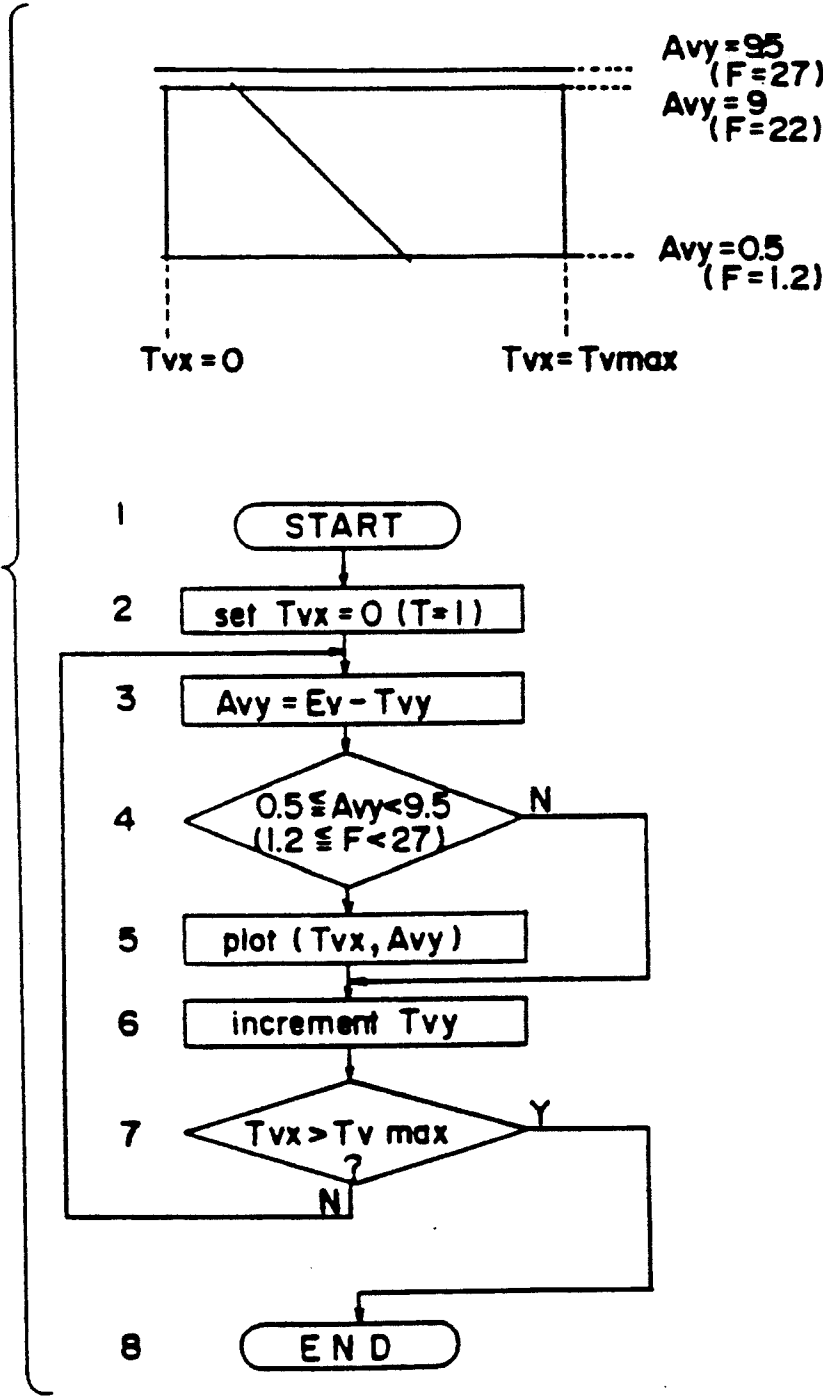 Avy = 95
(F = 27)
Avy = 9
(F = 22)
Avy = 0.5
(F = 1.2)
Tvx = 0
Tvx = Tvmax
1 START
2 set Tvx = 0 (T = 1)
3 Avy = Ev - Tvy
4 0.5 ≦ Avy < 9.5
(1.2 ≦ F < 27)
N
5 plot (Tvx, Avy)
6 increment Tvy
7 Tvx > Tv max
?
Y
N
8 END